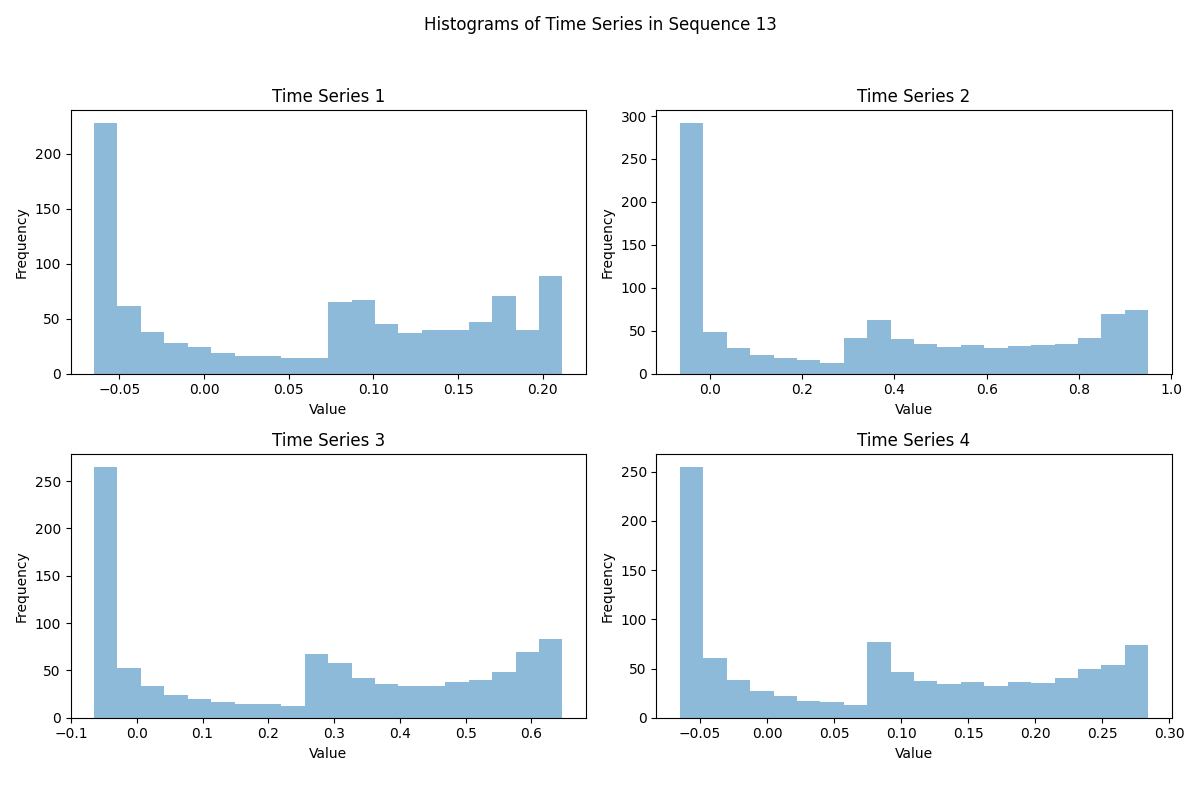 Histograms of Time Series in Sequence 13
Time Series 1
Frequency
200
150
100
50
0
−0.05 0.00 0.05 0.10 0.15 0.20
Value
Time Series 2
Frequency
300
250
200
150
100
50
0
0.0 0.2 0.4 0.6 0.8 1.0
Value
Time Series 3
Frequency
250
200
150
100
50
0
−0.1 0.0 0.1 0.2 0.3 0.4 0.5 0.6
Value
Time Series 4
Frequency
250
200
150
100
50
0
−0.05 0.00 0.05 0.10 0.15 0.20 0.25 0.30
Value